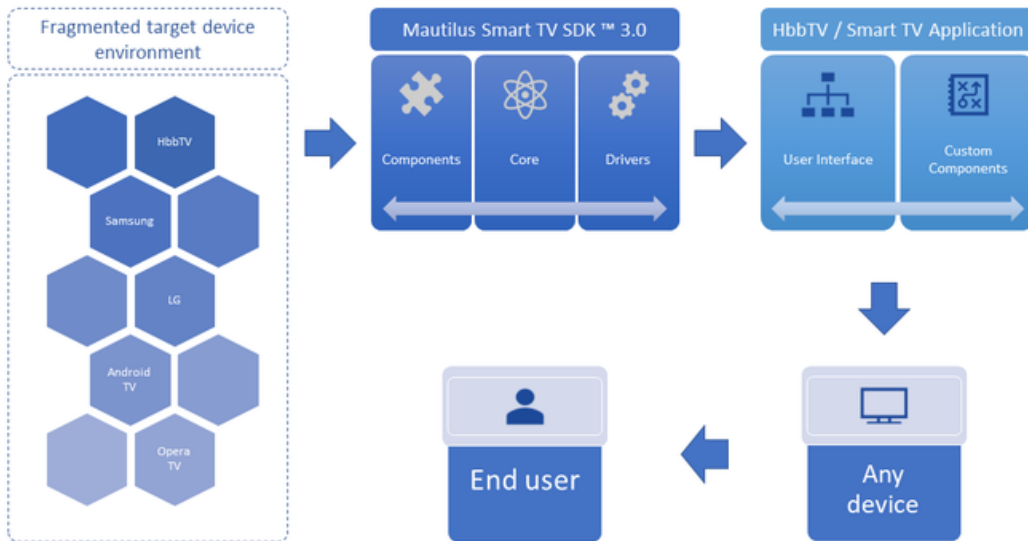 Fragmented target device
environment
HbbTV
Samsung
LG
Android
TV
Opera
TV
Mautilus Smart TV SDK ™ 3.0
Components
Core
Drivers
HbbTV / Smart TV Application
User Interface
Custom
Components
Any
device
End user